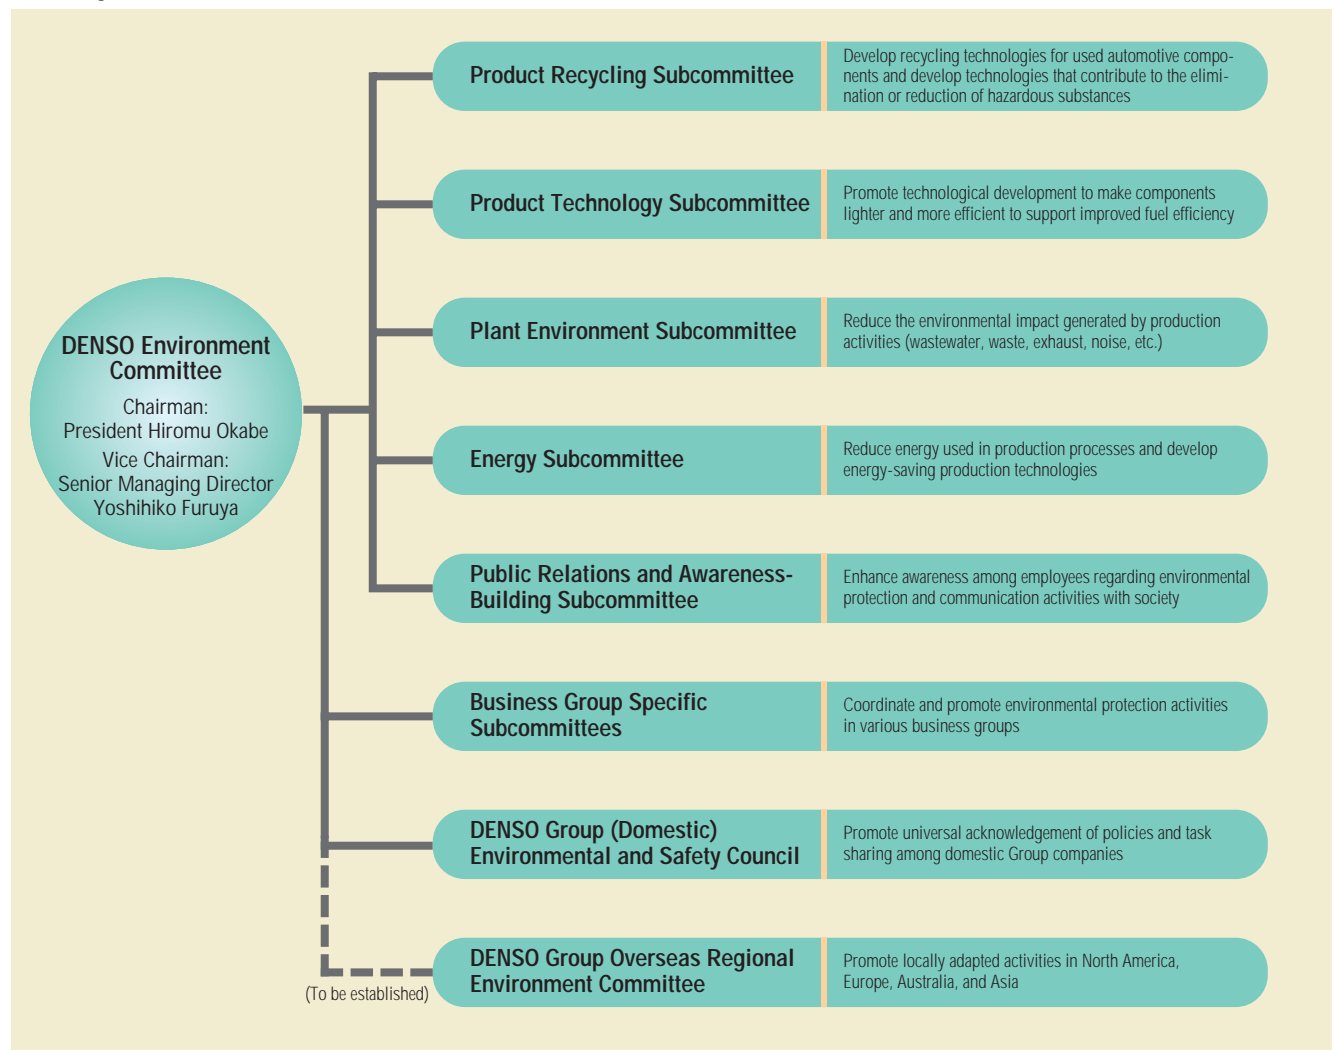 DENSO Environment
Committee
Chairman:
President Hiromu Okabe
Vice Chairman:
Senior Managing Director
Yoshihiko Furuya
Product Recycling Subcommittee
Develop recycling technologies for used automotive compo-
nents and develop technologies that contribute to the elimi-
nation or reduction of hazardous substances
Product Technology Subcommittee
Promote technological development to make components
lighter and more efficient to support improved fuel efficiency
Plant Environment Subcommittee
Reduce the environmental impact generated by production
activities (wastewater, waste, exhaust, noise, etc.)
Energy Subcommittee
Reduce energy used in production processes and develop
energy-saving production technologies
Public Relations and Awareness-
Building Subcommittee
Enhance awareness among employees regarding environmental
protection and communication activities with society
Business Group Specific
Subcommittees
Coordinate and promote environmental protection activities
in various business groups
DENSO Group (Domestic)
Environmental and Safety Council
Promote universal acknowledgement of policies and task
sharing among domestic Group companies
DENSO Group Overseas Regional
Environment Committee
Promote locally adapted activities in North America,
Europe, Australia, and Asia
(To be established)